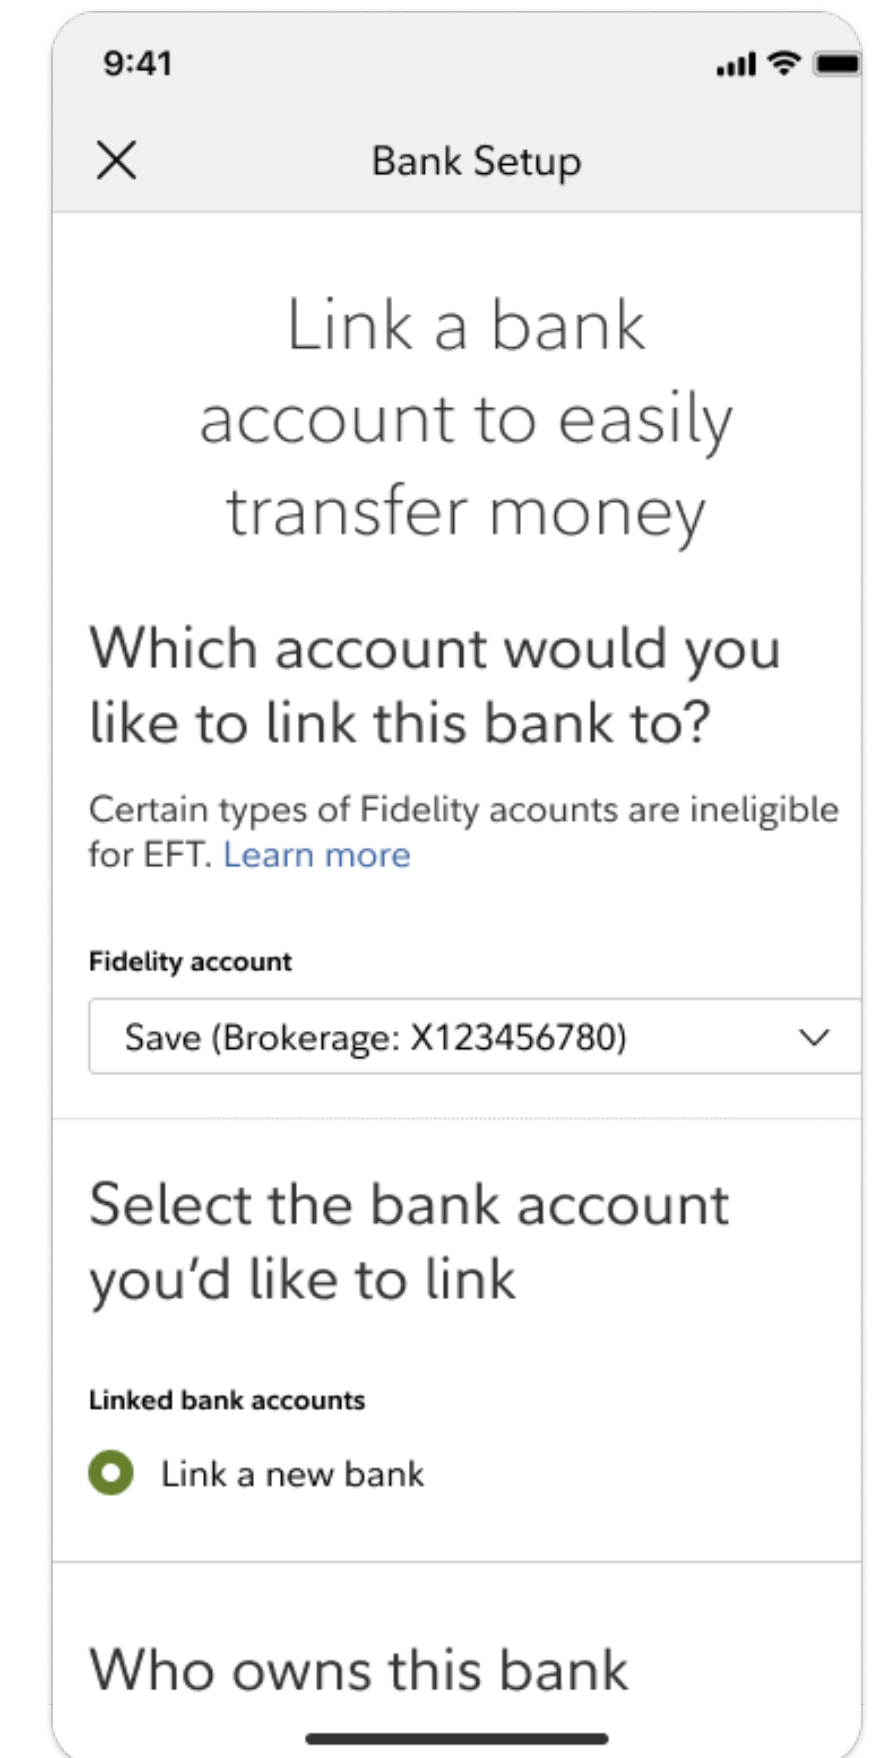 9:41
Bank Setup
Link a bank
account to easily
transfer money
Which account would you
like to link this bank to?
Certain types of Fidelity acounts are ineligible
for EFT. Learn more
Fidelity account
Save (Brokerage: X123456780)
Select the bank account
you’d like to link
Linked bank accounts
Link a new bank
Who owns this bank